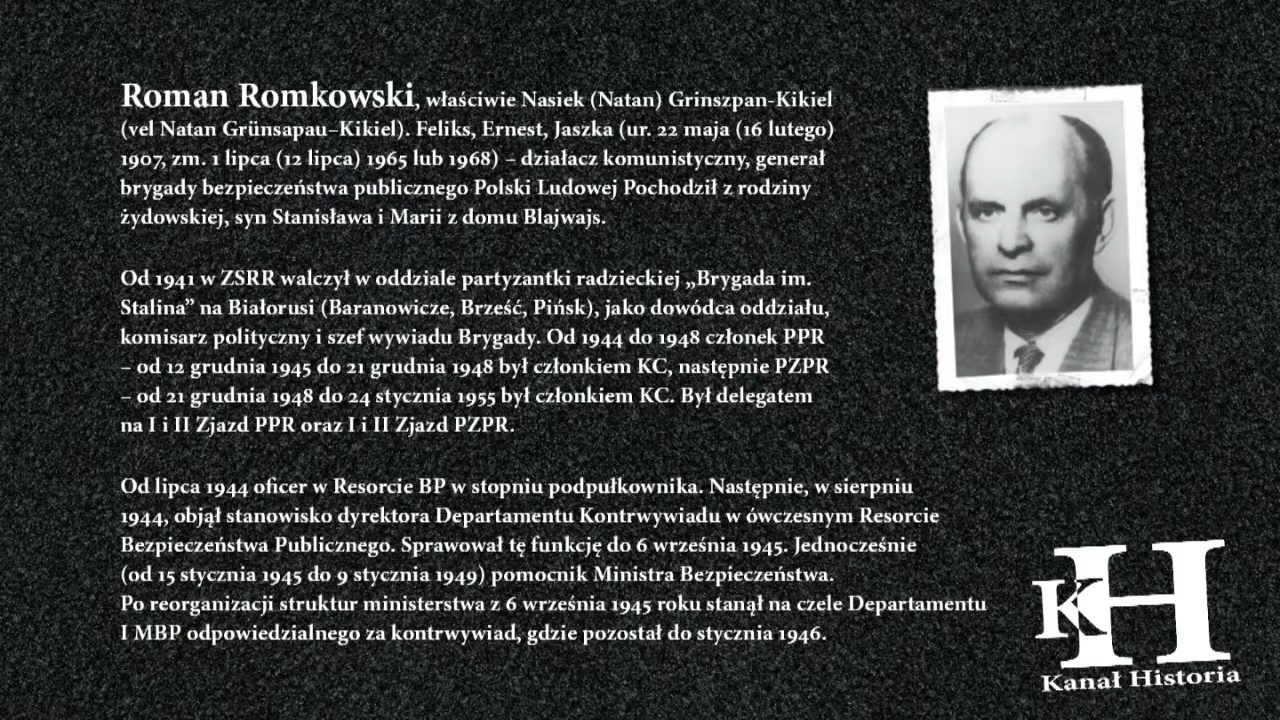 Roman Romkowski, właściwie Nasiek (Natan) Grinszpan-Kikiel
(vel Natan Grünsapau–Kikiel). Feliks, Ernest, Jaszka (ur. 22 maja (16 lutego)
1907, zm. 1 lipca (12 lipca) 1965 lub 1968) – działacz komunistyczny, generał
brygady bezpieczeństwa publicznego Polski Ludowej Pochodził z rodziny
żydowskiej, syn Stanisława i Marii z domu Blajwajs.
Od 1941 w ZSRR walczył w oddziale partyzantki radzieckiej „Brygada im.
Stalina” na Białorusi (Baranowicze, Brześć, Pińsk), jako dowódca oddziału,
komisarz polityczny i szef wywiadu Brygady. Od 1944 do 1948 członek PPR
– od 12 grudnia 1945 do 21 grudnia 1948 był członkiem KC, następnie PZPR
– od 21 grudnia 1948 do 24 stycznia 1955 był członkiem KC. Był delegatem
na I i II Zjazd PPR oraz I i II Zjazd PZPR.
Od lipca 1944 oficer w Resorcie BP w stopniu podpułkownika. Następnie, w sierpniu
1944, objął stanowisko dyrektora Departamentu Kontrwywiadu w ówczesnym Resorcie
Bezpieczeństwa Publicznego. Sprawował tę funkcję do 6 września 1945. Jednocześnie
(od 15 stycznia 1945 do 9 stycznia 1949) pomocnik Ministra Bezpieczeństwa.
Po reorganizacji struktur ministerstwa z 6 września 1945 roku stanął na czele Departamentu
I MBP odpowiedzialnego za kontrwywiad, gdzie pozostał do stycznia 1946.
KH
Kanał Historia